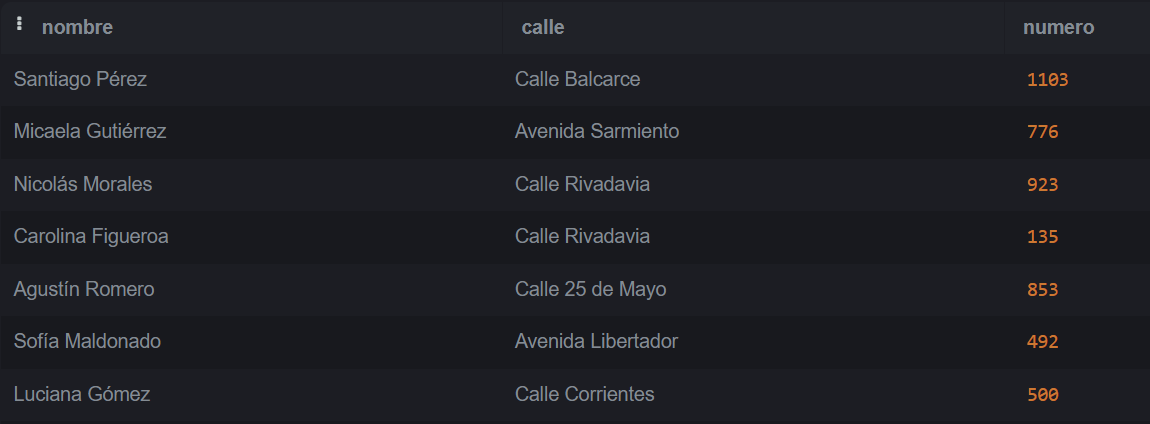 nombre calle numero
Santiago Pérez Calle Balcarce 1103
Micaela Gutiérrez Avenida Sarmiento 776
Nicolás Morales Calle Rivadavia 923
Carolina Figueroa Calle Rivadavia 135
Agustín Romero Calle 25 de Mayo 853
Sofía Maldonado Avenida Libertador 492
Luciana Gómez Calle Corrientes 500